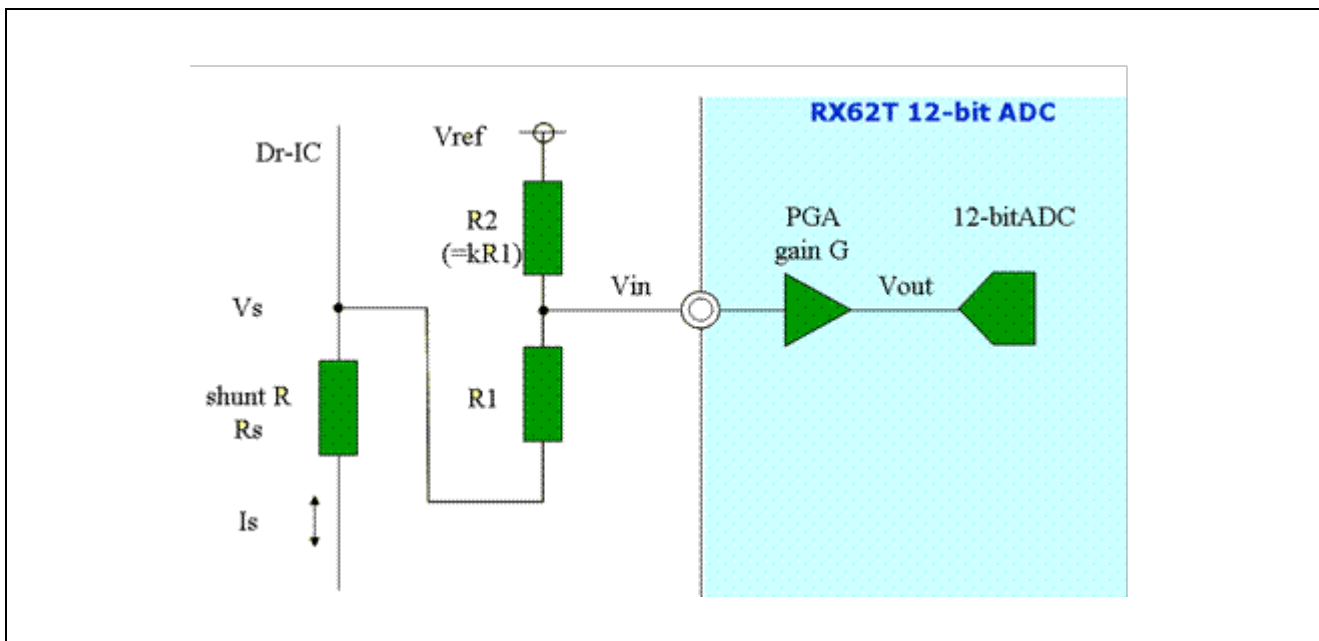 RX62T 12-bit ADC
Dr-IC
Vref
R2
(=kR1)
PGA
gain G
12-bitADC
Vs
Vin
Vout
shunt R
Rs
R1
Is